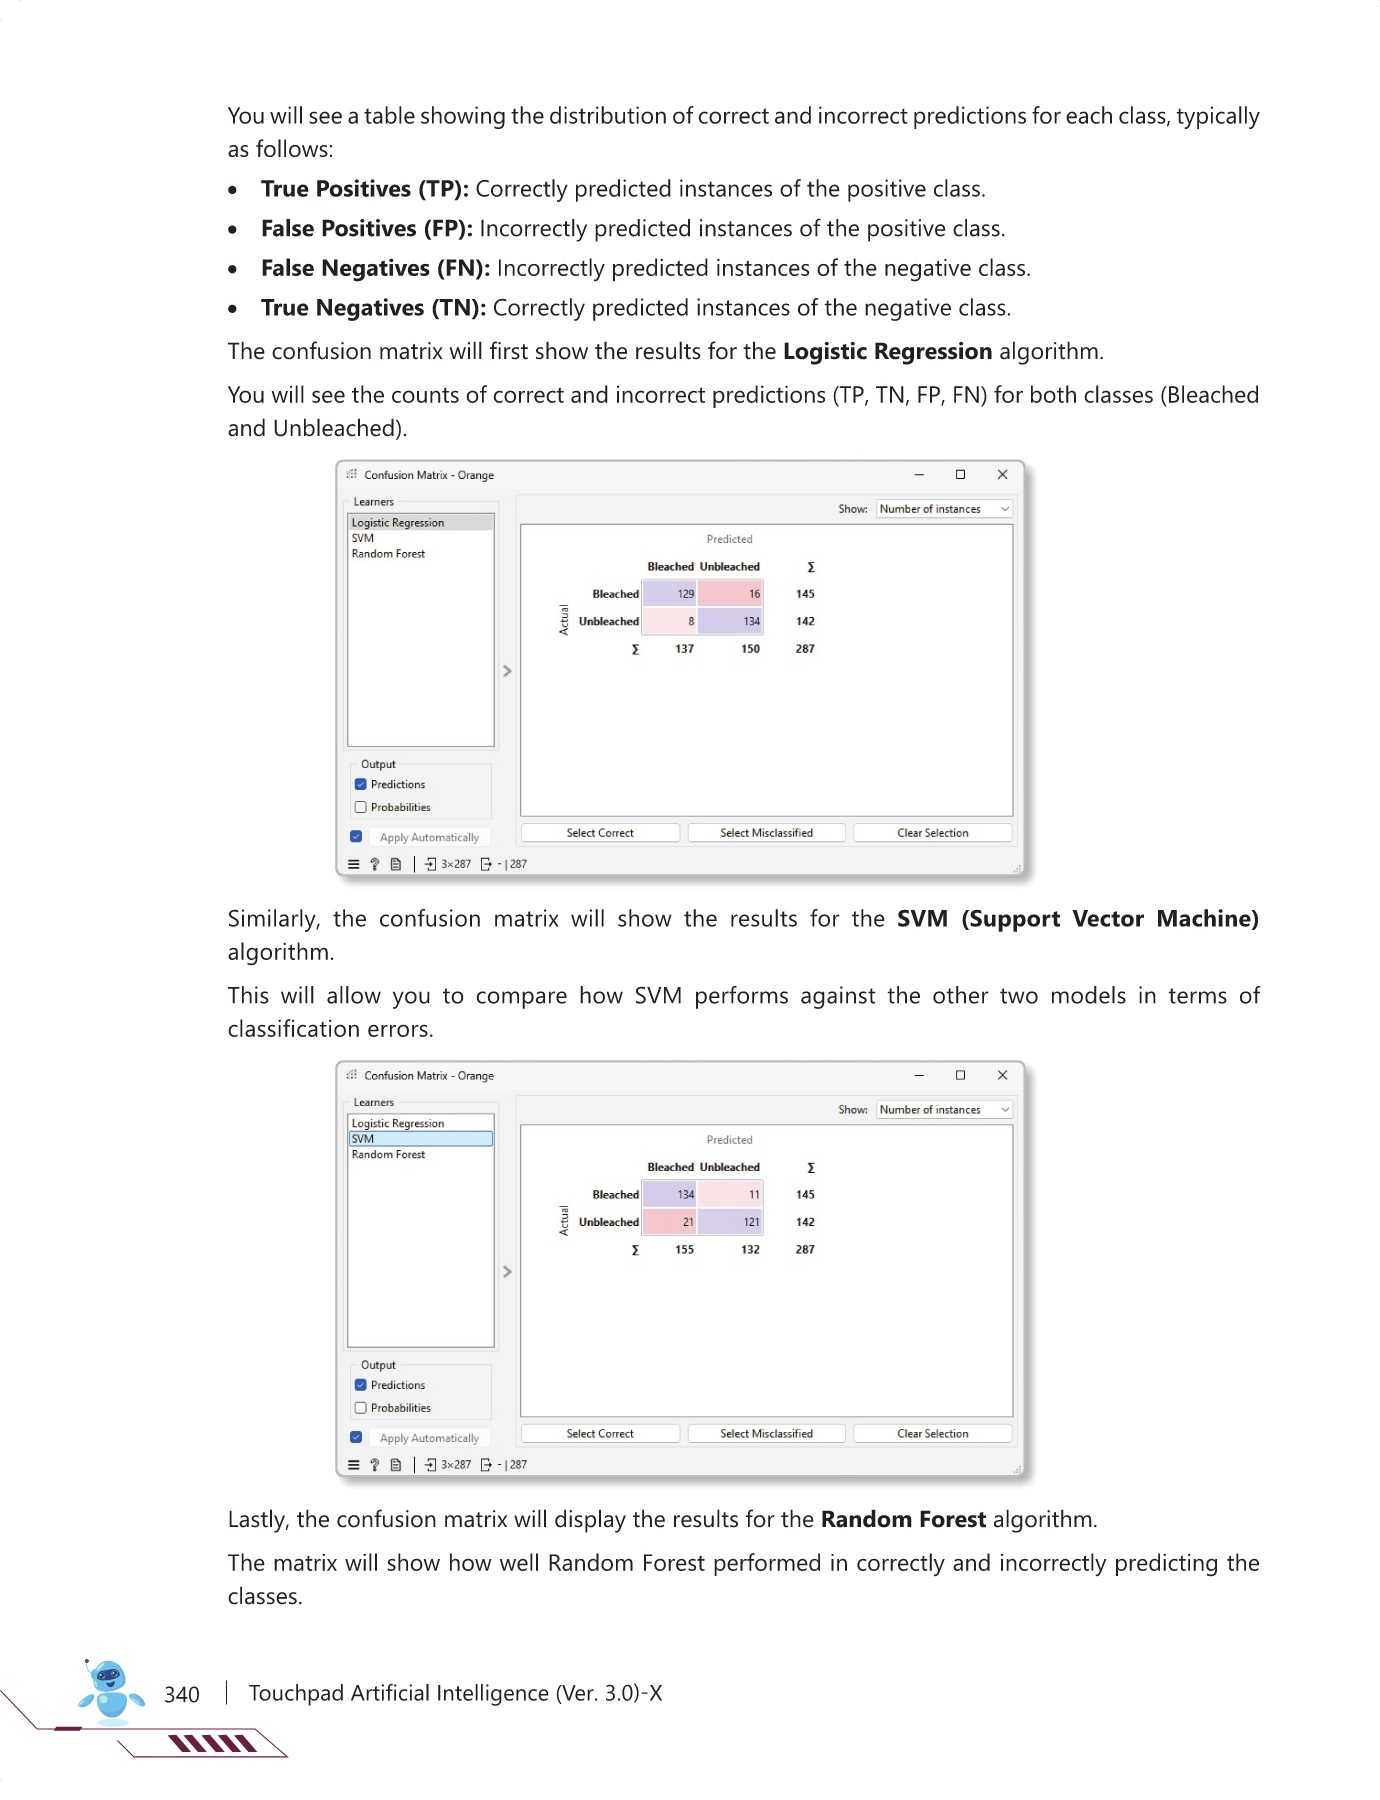 You will see a table showing the distribution of correct and incorrect predictions for each class, typically
as follows:
• True Positives (TP): Correctly predicted instances of the positive class.
• False Positives (FP): Incorrectly predicted instances of the positive class.
• False Negatives (FN): Incorrectly predicted instances of the negative class.
• True Negatives (TN): Correctly predicted instances of the negative class.
The confusion matrix will first show the results for the Logistic Regression algorithm.
You will see the counts of correct and incorrect predictions (TP, TN, FP, FN) for both classes (Bleached
and Unbleached).
Confusion Matrix - Orange
Learners
Logistic Regression
SVM
Random Forest
Show: Number of instances
Predicted
Bleached Unbleached Σ
Actual
Bleached 129 16 145
Unbleached 8 134 142
Σ 137 150 287
Output
Predictions
Probabilities
Apply Automatically
Select Correct Select Misclassified Clear Selection
3×287 - | 287
Similarly, the confusion matrix will show the results for the SVM (Support Vector Machine)
algorithm.
This will allow you to compare how SVM performs against the other two models in terms of
classification errors.
Confusion Matrix - Orange
Learners
Logistic Regression
SVM
Random Forest
Show: Number of instances
Predicted
Bleached Unbleached Σ
Actual
Bleached 134 11 145
Unbleached 21 121 142
Σ 155 132 287
Output
Predictions
Probabilities
Apply Automatically
Select Correct Select Misclassified Clear Selection
3×287 - | 287
Lastly, the confusion matrix will display the results for the Random Forest algorithm.
The matrix will show how well Random Forest performed in correctly and incorrectly predicting the
classes.
340 | Touchpad Artificial Intelligence (Ver. 3.0)-X